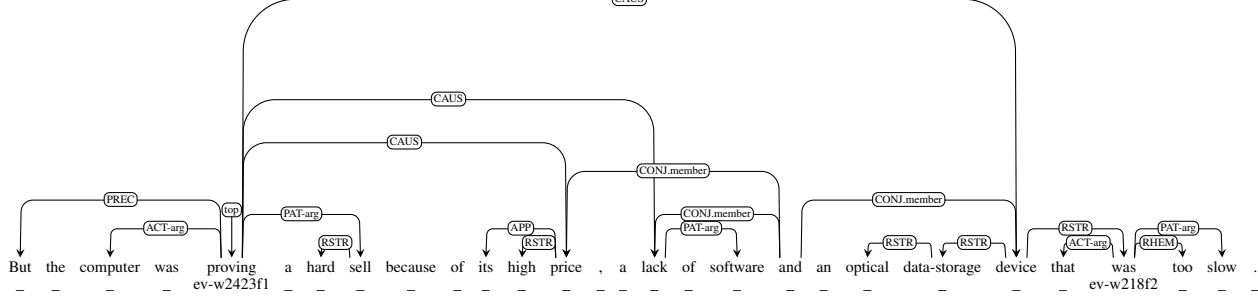 CAUS
CAUS
CAUS
CONJ.member
PREC top PAT-arg CONJ.member CONJ.member
ACT-arg RSTR APP RSTR PAT-arg RSTR RSTR RSTR ACT-arg PAT-arg RHEM
But the computer was proving a hard sell because of its high price , a lack of software and an optical data-storage device that was too slow .
ev-w2423f1 ev-w218f2
_ _ _ _ _ _ _ _ _ _ _ _ _ _ _ _ _ _ _ _ _ _ _ _ _